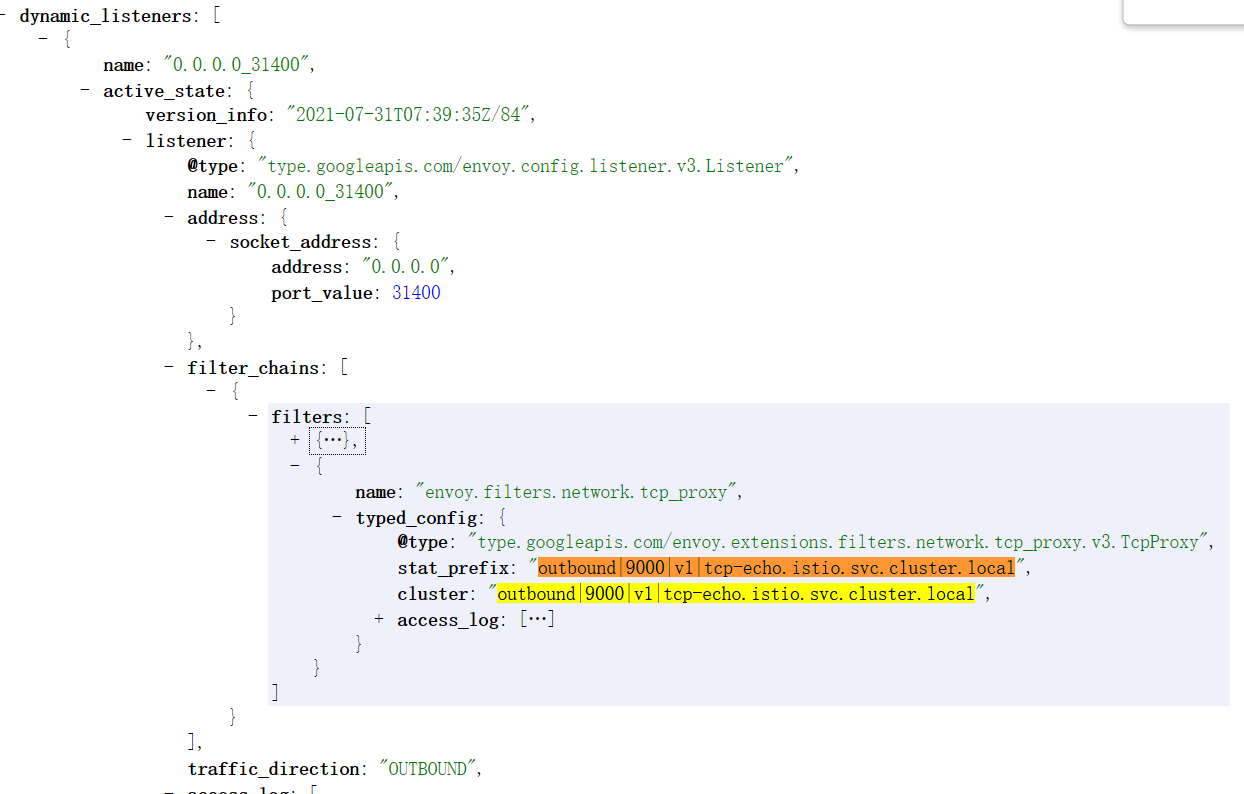 - dynamic_listeners: [
- {
name: "0.0.0.0_31400",
- active_state: {
version_info: "2021-07-31T07:39:35Z/84",
- listener: {
@type: "type.googleapis.com/envoy.config.listener.v3.Listener",
name: "0.0.0.0_31400",
- address: {
- socket_address: {
address: "0.0.0.0",
port_value: 31400
}
},
- filter_chains: [
- {
- filters: [
+ {…},
- {
name: "envoy.filters.network.tcp_proxy",
- typed_config: {
@type: "type.googleapis.com/envoy.extensions.filters.network.tcp_proxy.v3.TcpProxy",
stat_prefix: "outbound|9000|v1|tcp-echo.istio.svc.cluster.local",
cluster: "outbound|9000|v1|tcp-echo.istio.svc.cluster.local",
+ access_log: […]
}
}
]
}
],
traffic_direction: "OUTBOUND",
- access_log: [